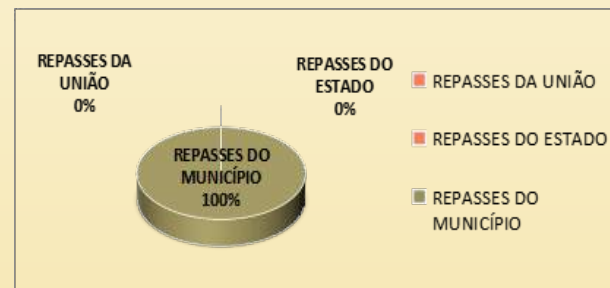 REPASSES DA
UNIÃO
0%
REPASSES DO
ESTADO
0%
REPASSES DO
MUNICÍPIO
100%
REPASSES DA UNIÃO
REPASSES DO ESTADO
REPASSES DO
MUNICÍPIO